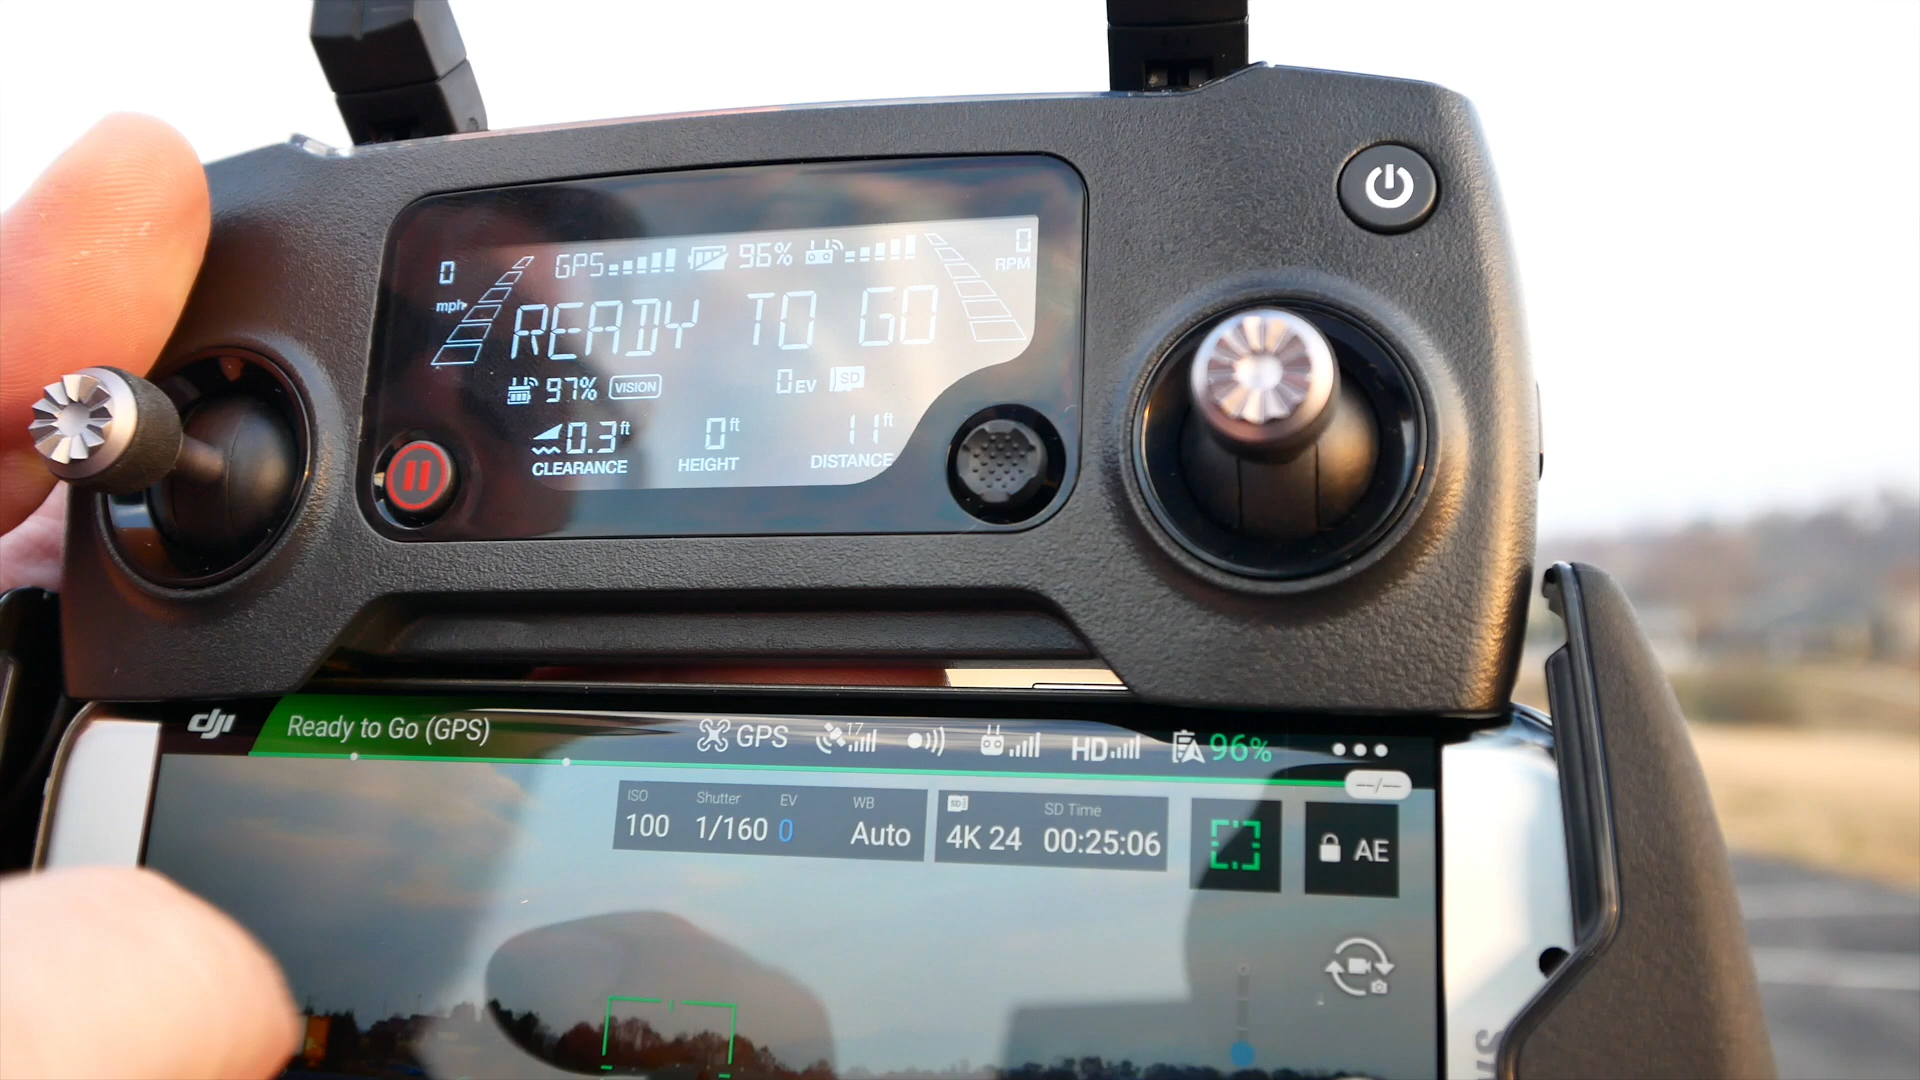 GPS 96% 0
0 RPM
mph
READY TO GO
97% VISION 0EV SD
0.3ft 0ft 11ft
CLEARANCE HEIGHT DISTANCE
dji Ready to Go (GPS) GPS 17 HD 96%
--/--
ISO Shutter EV WB SD SD Time
100 1/160 0 Auto 4K 24 00:25:06 AE